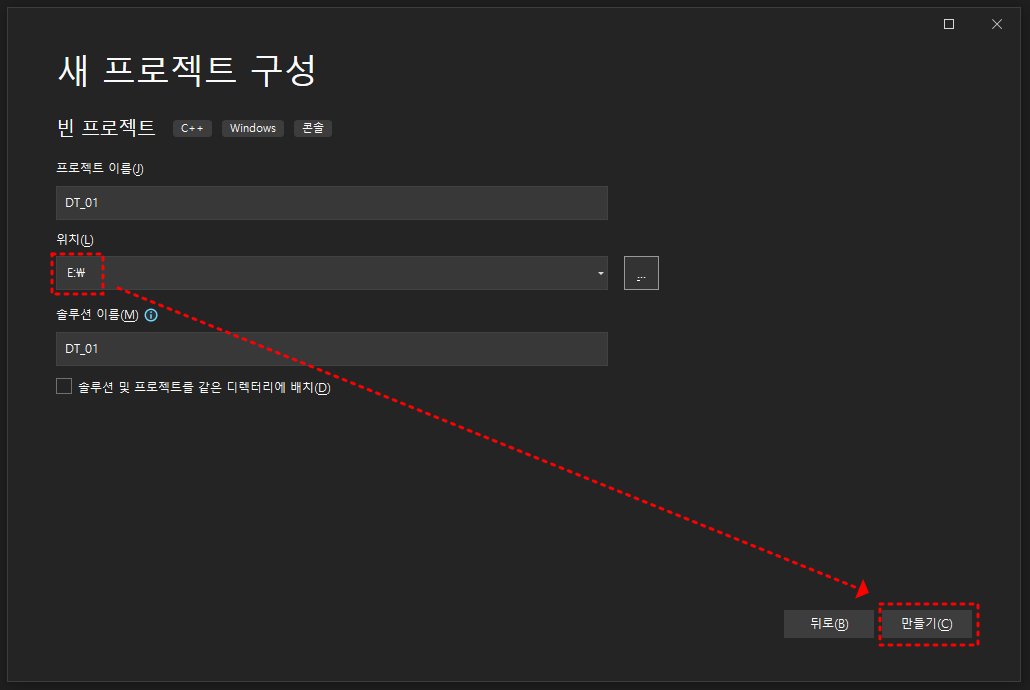 새 프로젝트 구성
빈 프로젝트 C++ Windows 콘솔
프로젝트 이름(J)
DT_01
위치(L)
E:₩
...
솔루션 이름(M)
DT_01
솔루션 및 프로젝트를 같은 디렉터리에 배치(D)
뒤로(B) 만들기(C)